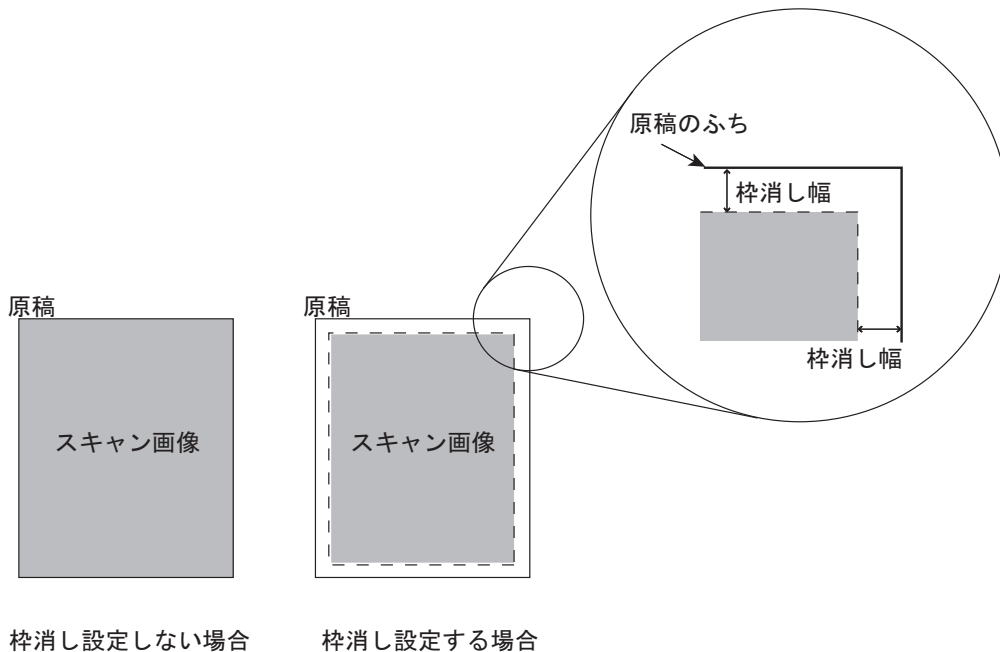 原稿のふち
枠消し幅
枠消し幅
原稿
原稿
スキャン画像
スキャン画像
枠消し設定しない場合
枠消し設定する場合